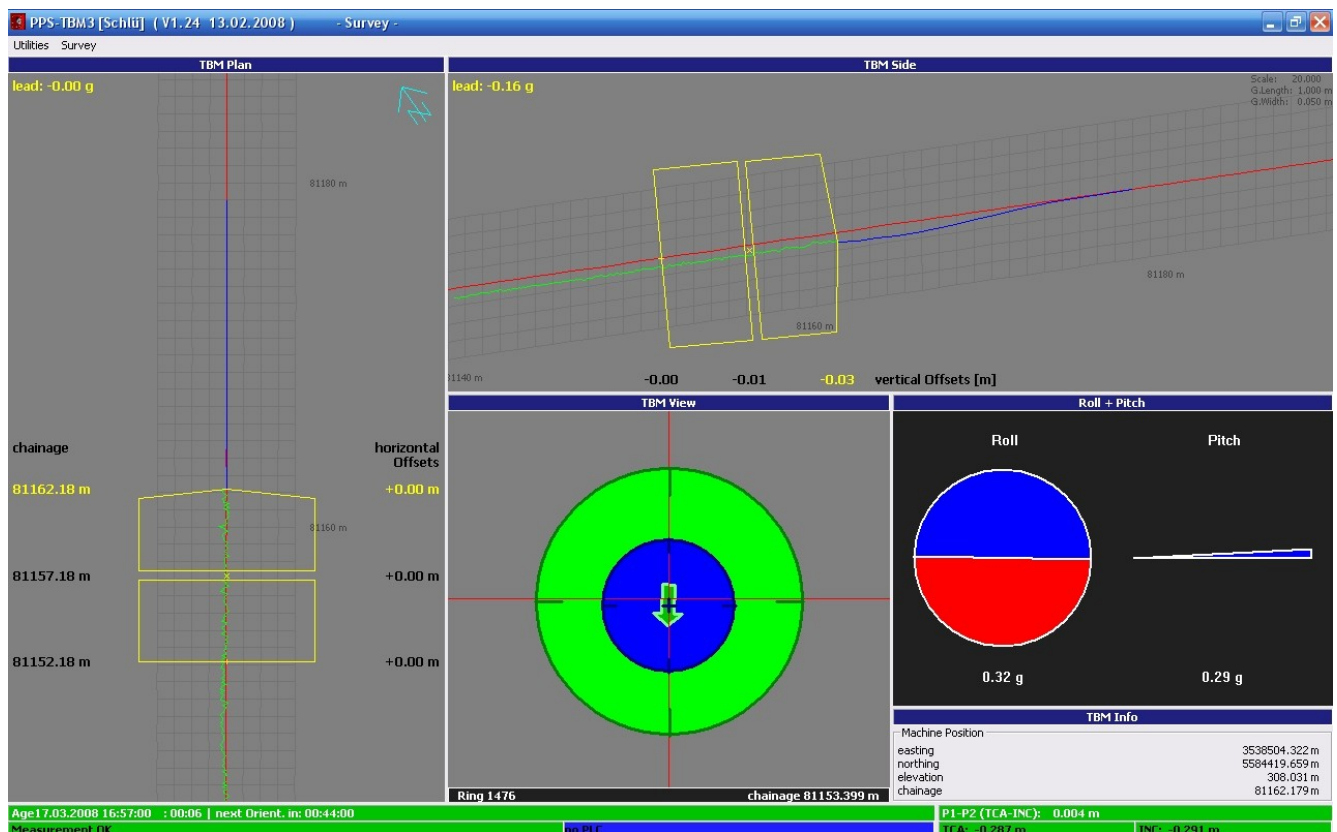 PPS-TBM3 [Schlü] ( V1.24 13.02.2008 ) - Survey -
Utilities Survey
TBM Plan
lead: -0.00 g
81180 m
chainage
horizontal
Offsets
81162.18 m
+0.00 m
81160 m
81157.18 m
+0.00 m
81152.18 m
+0.00 m
TBM Side
lead: -0.16 g
Scale: 20.000
G.Length: 1.000 m
G.Width: 0.050 m
81180 m
81160 m
81140 m
-0.00 -0.01 -0.03 vertical Offsets [m]
TBM View
Ring 1476 chainage 81153.399 m
Roll + Pitch
Roll Pitch
0.32 g 0.29 g
TBM Info
Machine Position
easting 3538504.322 m
northing 5584419.659 m
elevation 308.031 m
chainage 81162.179 m
Age17.03.2008 16:57:00 : 00:06 | next Orient. in: 00:44:00
P1-P2 (TCA-INC): 0.004 m
Measurement OK
no PLC
TCA: -0.287 m INC: -0.291 m